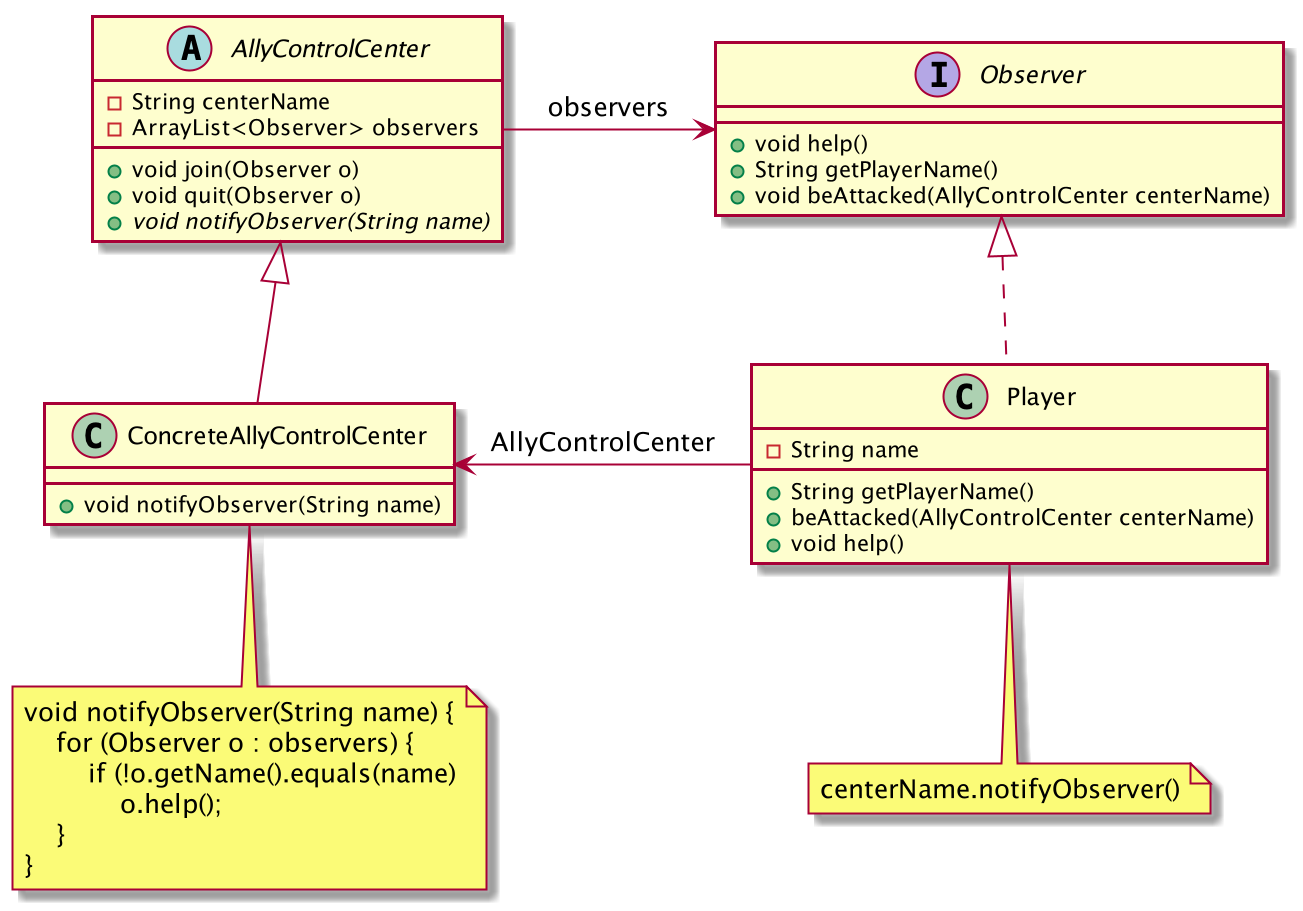 A AllyControlCenter
String centerName
ArrayList<Observer> observers
void join(Observer o)
void quit(Observer o)
void notifyObserver(String name)
observers
I Observer
void help()
String getPlayerName()
void beAttacked(AllyControlCenter centerName)
C ConcreteAllyControlCenter
void notifyObserver(String name)
AllyControlCenter
C Player
String name
String getPlayerName()
beAttacked(AllyControlCenter centerName)
void help()
void notifyObserver(String name) {
for (Observer o : observers) {
if (!o.getName().equals(name)
o.help();
}
}
centerName.notifyObserver()